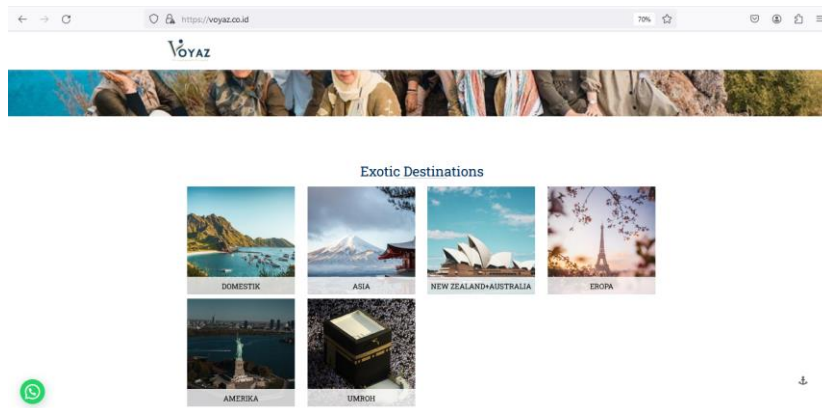 https://voyaz.co.id
70%
VOYAZ
Exotic Destinations
DOMESTIK
ASIA
NEW ZEALAND+AUSTRALIA
EROPA
AMERIKA
UMROH